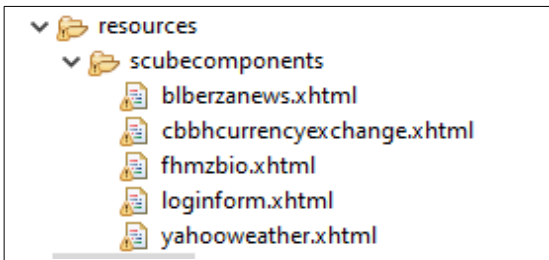 resources
scubecomponents
blberzanews.xhtml
cbbhcurrencyexchange.xhtml
fhmzbio.xhtml
loginform.xhtml
yahooweather.xhtml